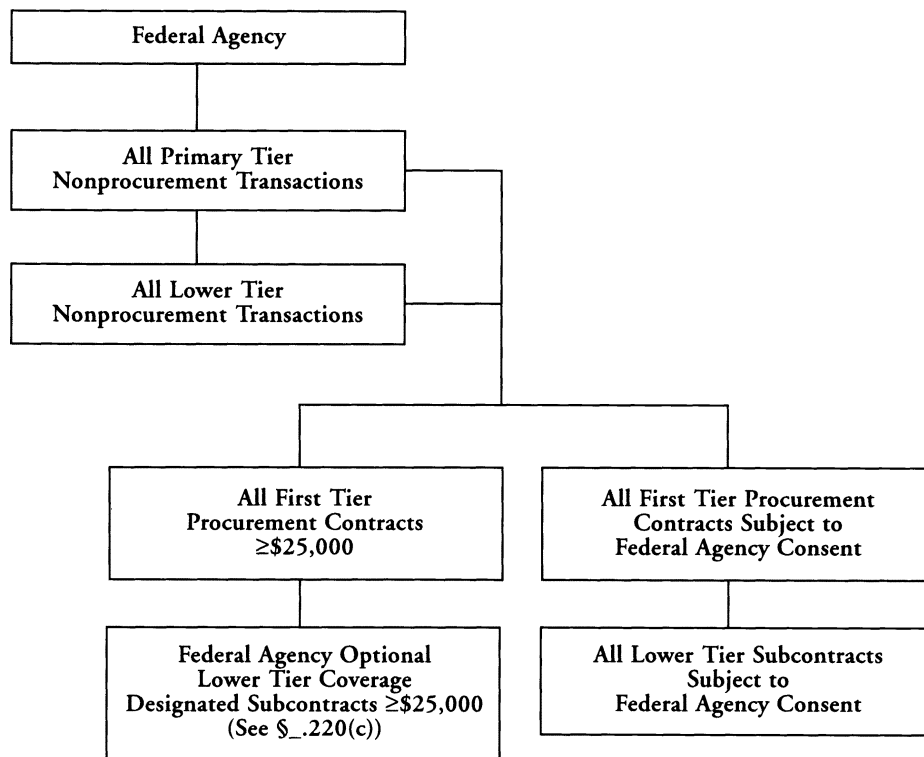 Federal Agency
All Primary Tier
Nonprocurement Transactions
All Lower Tier
Nonprocurement Transactions
All First Tier
Procurement Contracts
≥$25,000
All First Tier Procurement
Contracts Subject to
Federal Agency Consent
Federal Agency Optional
Lower Tier Coverage
Designated Subcontracts ≥$25,000
(See §_.220(c))
All Lower Tier Subcontracts
Subject to
Federal Agency Consent